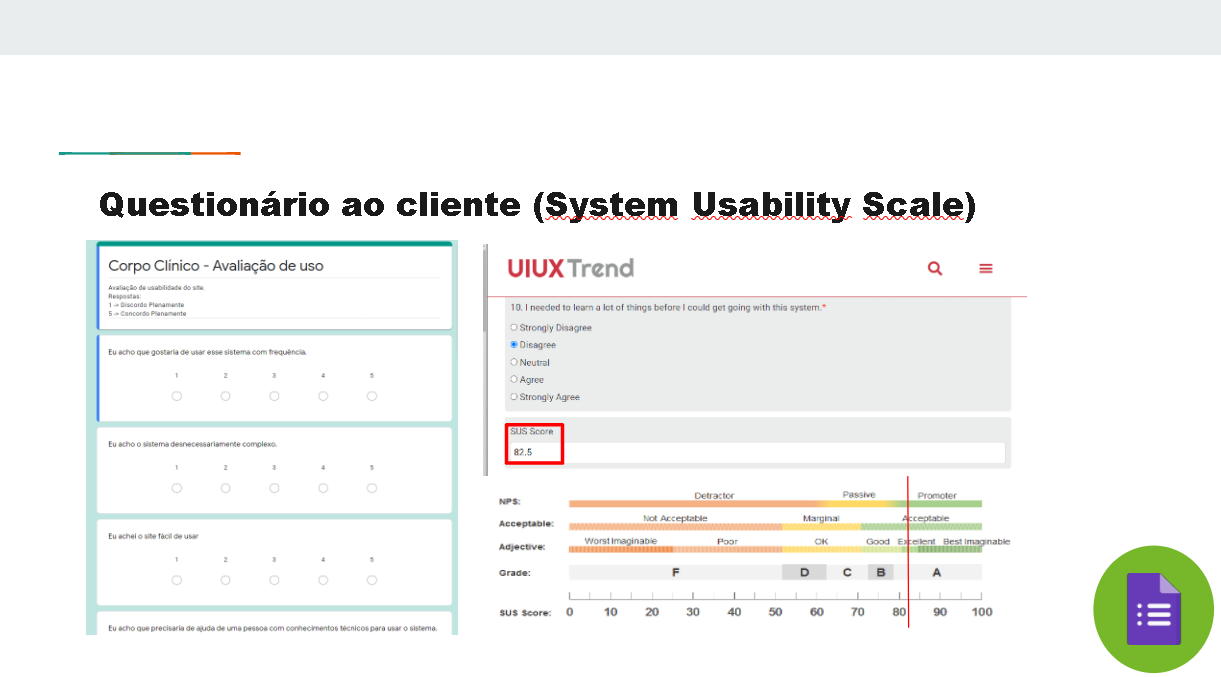 Questionário ao cliente (System Usability Scale)
Corpo Clínico - Avaliação de uso
Avaliação de usabilidade do site.
Respostas:
1 -> Discordo Plenamente
5 -> Concordo Plenamente
Eu acho que gostaria de usar esse sistema com frequência.
1 2 3 4 5
Eu acho o sistema desnecessariamente complexo.
1 2 3 4 5
Eu achei o site fácil de usar
1 2 3 4 5
Eu acho que precisaria de ajuda de uma pessoa com conhecimentos técnicos para usar o sistema.
UIUXTrend
10. I needed to learn a lot of things before I could get going with this system.*
Strongly Disagree
Disagree
Neutral
Agree
Strongly Agree
SUS Score
82.5
NPS: Detractor Passive Promoter
Acceptable: Not Acceptable Marginal Acceptable
Adjective: Worst Imaginable Poor OK Good Excellent Best Imaginable
Grade: F D C B A
SUS Score: 0 10 20 30 40 50 60 70 80 90 100